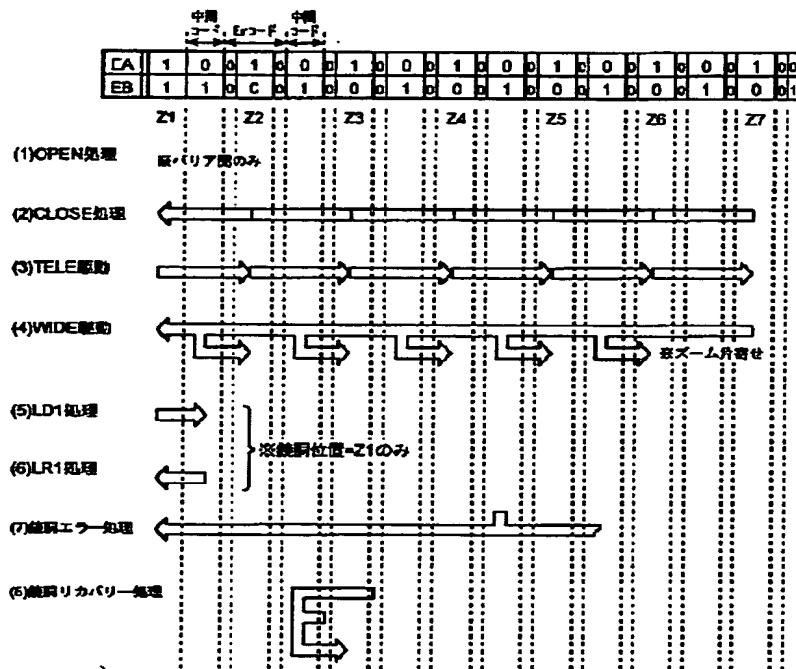 中間 中間
コード Erコード コード
EA 1 0 0 1 0 0 0 1 0 0 0 1 0 0 0 1 0 0 0 1 0 0 0 1 0 0
EB 1 1 0 C 0 1 0 0 0 1 0 0 0 1 0 0 0 1 0 0 0 1 0 0 0 1
Z1 Z2 Z3 Z4 Z5 Z6 Z7
(1)OPEN処理 ※バリア開のみ
(2)CLOSE処理
(3)TELE駆動
(4)WIDE駆動
※ズーム片寄せ
(5)LD1処理
※鏡胴位置=Z1のみ
(6)LR1処理
(7)鏡胴エラー処理
(8)鏡胴リカバリー処理